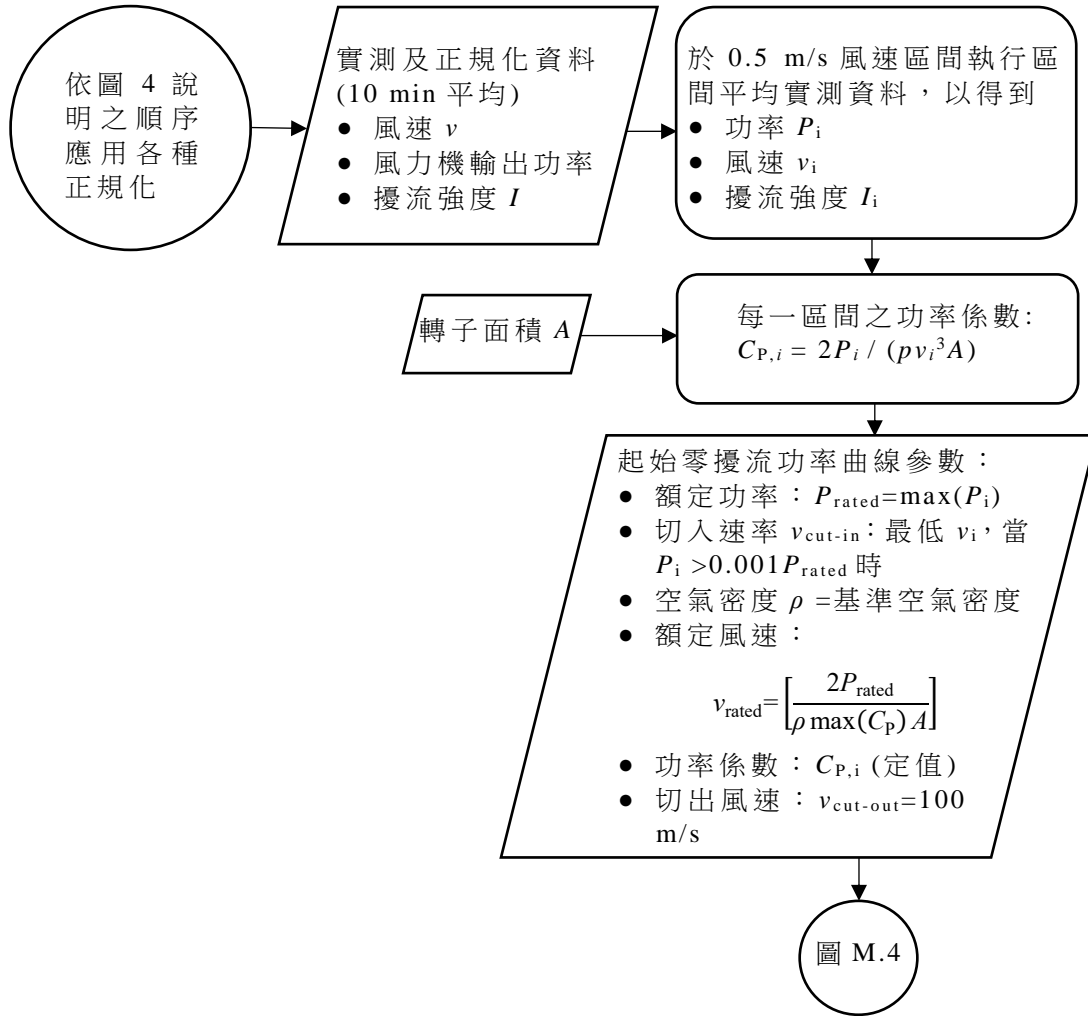 依圖 4 說
明之順序
應用各種
正規化
實測及正規化資料
(10 min 平均)
● 風速 v
● 風力機輸出功率
● 擾流強度 I
於 0.5 m/s 風速區間執行區
間平均實測資料，以得到
● 功率 Pi
● 風速 vi
● 擾流強度 Ii
轉子面積 A
每一區間之功率係數:
CP,i = 2Pi / (pvi³A)
起始零擾流功率曲線參數：
● 額定功率：Prated=max(Pi)
● 切入速率 vcut-in：最低 vi，當
Pi >0.001Prated 時
● 空氣密度 ρ =基準空氣密度
● 額定風速：
vrated=[2Prated / ρ max(CP) A]
● 功率係數：CP,i (定值)
● 切出風速：vcut-out=100
m/s
圖 M.4